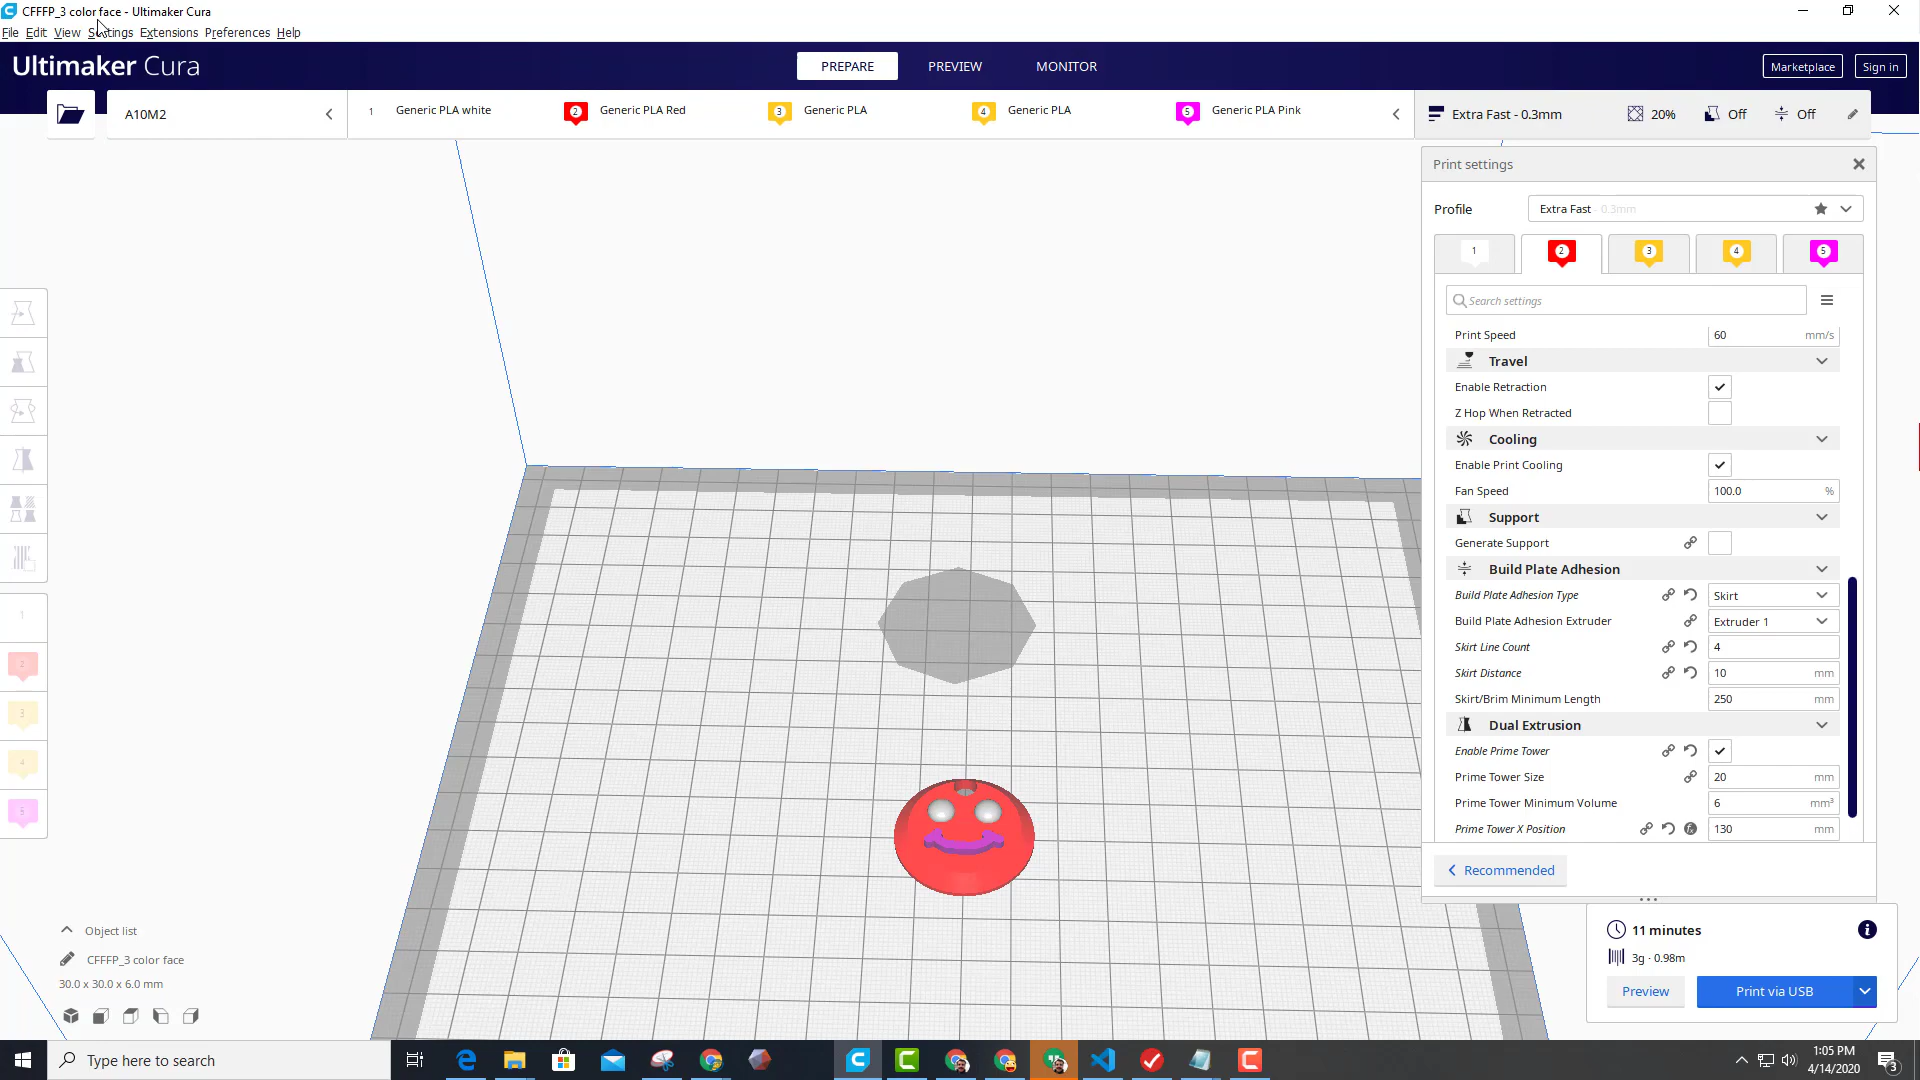 CFFFP_3 color face - Ultimaker Cura
File Edit View Settings Extensions Preferences Help
Ultimaker Cura
PREPARE PREVIEW MONITOR
Marketplace Sign in
A10M2
1 Generic PLA white
2 Generic PLA Red
3 Generic PLA
4 Generic PLA
5 Generic PLA Pink
Extra Fast - 0.3mm 20% Off Off
Print settings
Profile Extra Fast - 0.3mm
1 2 3 4 5
Search settings
Print Speed 60 mm/s
Travel
Enable Retraction
Z Hop When Retracted
Cooling
Enable Print Cooling
Fan Speed 100.0 %
Support
Generate Support
Build Plate Adhesion
Build Plate Adhesion Type Skirt
Build Plate Adhesion Extruder Extruder 1
Skirt Line Count 4
Skirt Distance 10 mm
Skirt/Brim Minimum Length 250 mm
Dual Extrusion
Enable Prime Tower
Prime Tower Size 20 mm
Prime Tower Minimum Volume 6 mm³
Prime Tower X Position 130 mm
Recommended
1
2
3
4
5
Object list
CFFFP_3 color face
30.0 x 30.0 x 6.0 mm
11 minutes
3g · 0.98m
Preview Print via USB
Type here to search
1:05 PM
4/14/2020
3